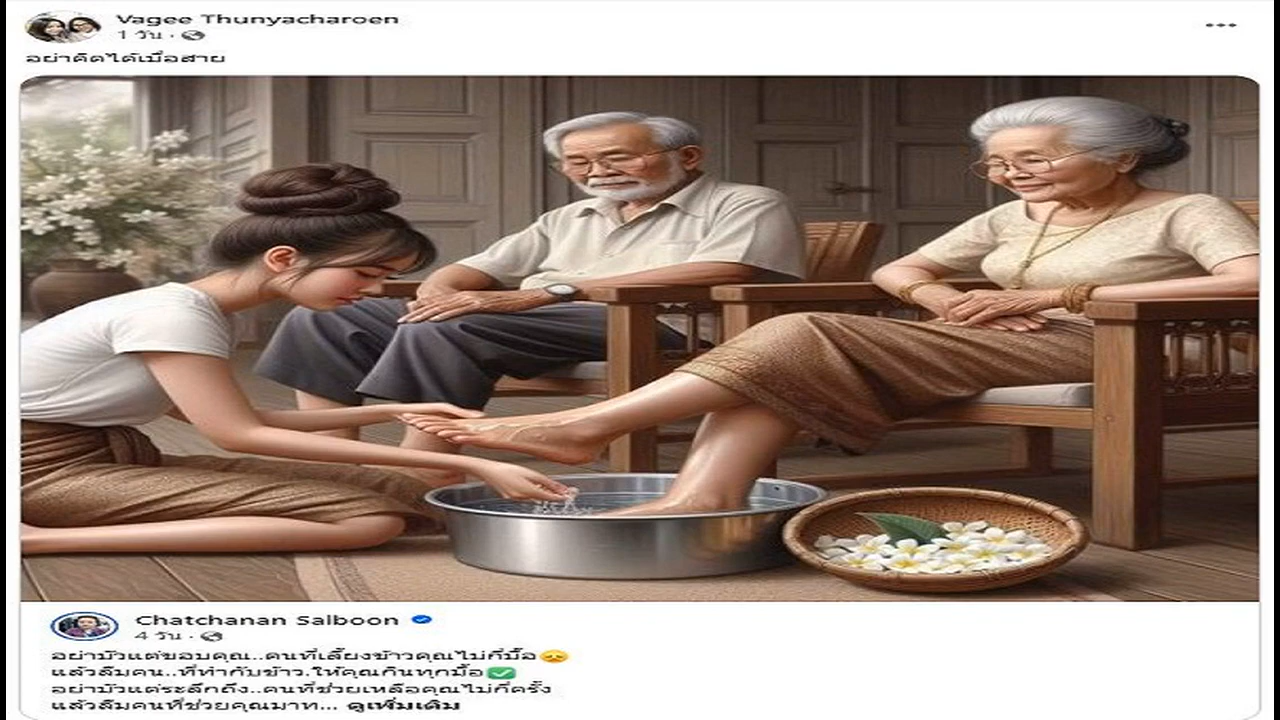 Vagee Thunyacharoen
1 วัน ·
อย่าคิดได้เมื่อสาย
Chatchanan Saiboon
4 วัน ·
อย่ามัวแต่ขอบคุณ..คนที่เลี้ยงข้าวคุณไม่กี่มื้อ😞
แล้วลืมคน..ที่ทำกับข้าว.ให้คุณกินทุกมื้อ✅
อย่ามัวแต่ระลึกถึง..คนที่ช่วยเหลือคุณไม่กี่ครั้ง
แล้วลืมคนที่ช่วยคุณมาท... ดูเพิ่มเติม